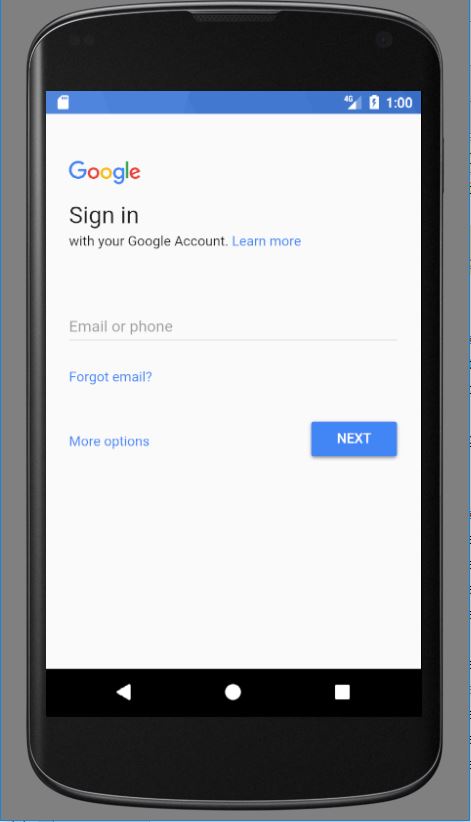 4G 1:00
Google
Sign in
with your Google Account. Learn more
Email or phone
Forgot email?
More options NEXT